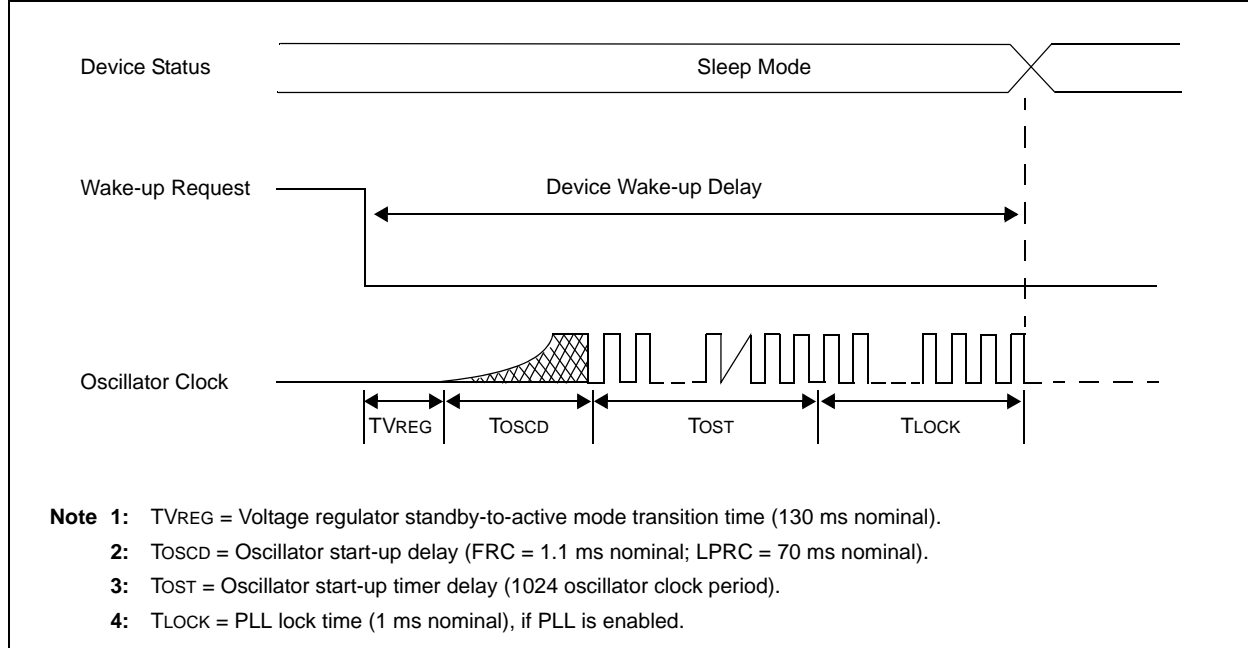 Device Status
Sleep Mode
Wake-up Request
Device Wake-up Delay
Oscillator Clock
TVREG
TOSCD
TOST
TLOCK
Note 1: TVREG = Voltage regulator standby-to-active mode transition time (130 ms nominal).
2: TOSCD = Oscillator start-up delay (FRC = 1.1 ms nominal; LPRC = 70 ms nominal).
3: TOST = Oscillator start-up timer delay (1024 oscillator clock period).
4: TLOCK = PLL lock time (1 ms nominal), if PLL is enabled.